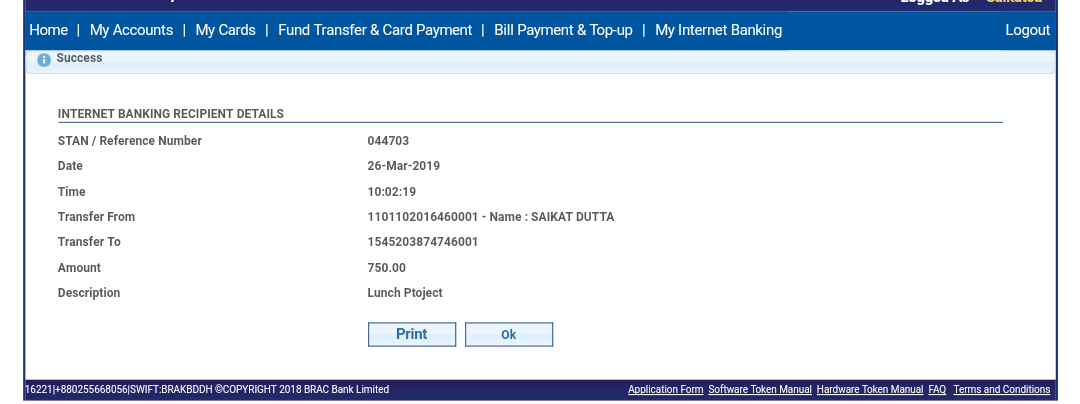 Home | My Accounts | My Cards | Fund Transfer & Card Payment | Bill Payment & Top-up | My Internet Banking Logout
Success
INTERNET BANKING RECIPIENT DETAILS
STAN / Reference Number 044703
Date 26-Mar-2019
Time 10:02:19
Transfer From 1101102016460001 - Name : SAIKAT DUTTA
Transfer To 1545203874746001
Amount 750.00
Description Lunch Ptoject
Print Ok
16221|+880255668056|SWIFT:BRAKBDDH ©COPYRIGHT 2018 BRAC Bank Limited Application Form Software Token Manual Hardware Token Manual FAQ Terms and Conditions